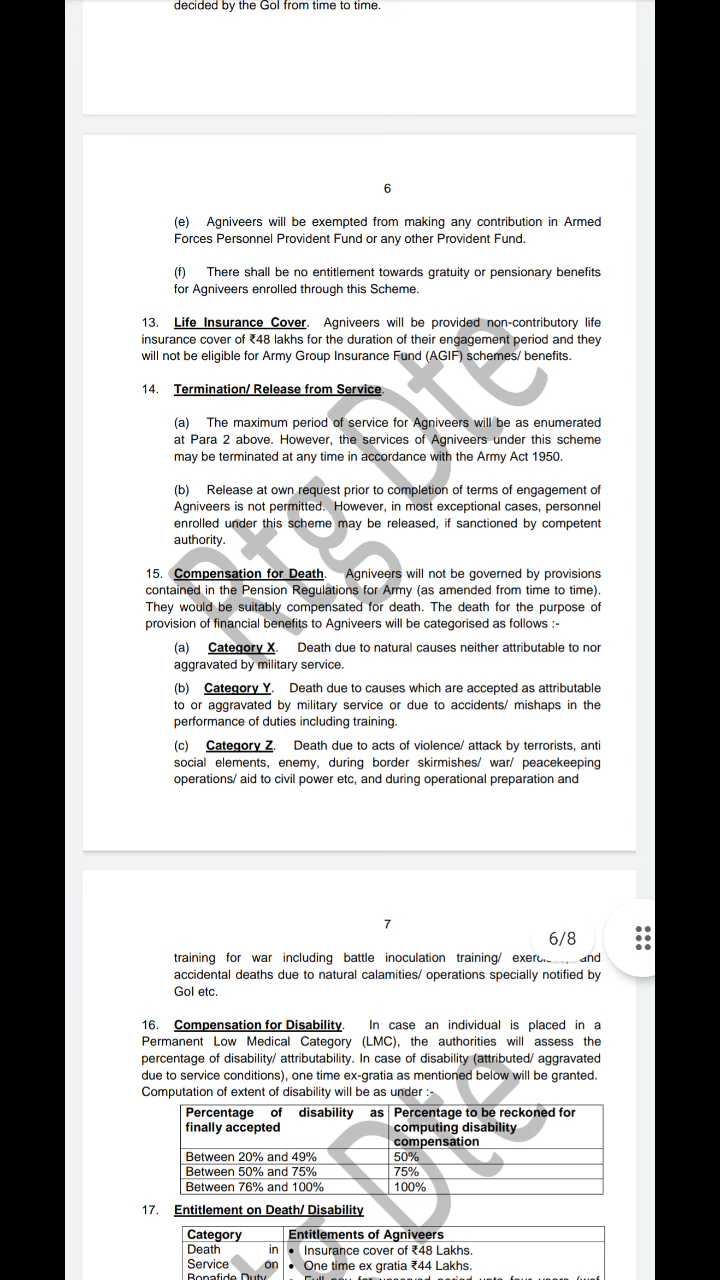 decided by the GoI from time to time.
6
(e) Agniveers will be exempted from making any contribution in Armed
Forces Personnel Provident Fund or any other Provident Fund.
(f) There shall be no entitlement towards gratuity or pensionary benefits
for Agniveers enrolled through this Scheme.
13. Life Insurance Cover. Agniveers will be provided non-contributory life
insurance cover of ₹48 lakhs for the duration of their engagement period and they
will not be eligible for Army Group Insurance Fund (AGIF) schemes/ benefits.
14. Termination/ Release from Service.
(a) The maximum period of service for Agniveers will be as enumerated
at Para 2 above. However, the services of Agniveers under this scheme
may be terminated at any time in accordance with the Army Act 1950.
(b) Release at own request prior to completion of terms of engagement of
Agniveers is not permitted. However, in most exceptional cases, personnel
enrolled under this scheme may be released, if sanctioned by competent
authority.
15. Compensation for Death. Agniveers will not be governed by provisions
contained in the Pension Regulations for Army (as amended from time to time).
They would be suitably compensated for death. The death for the purpose of
provision of financial benefits to Agniveers will be categorised as follows :-
(a) Category X. Death due to natural causes neither attributable to nor
aggravated by military service.
(b) Category Y. Death due to causes which are accepted as attributable
to or aggravated by military service or due to accidents/ mishaps in the
performance of duties including training.
(c) Category Z. Death due to acts of violence/ attack by terrorists, anti
social elements, enemy, during border skirmishes/ war/ peacekeeping
operations/ aid to civil power etc, and during operational preparation and
Rtg Dte
7
6/8
training for war including battle inoculation training/ and
accidental deaths due to natural calamities/ operations specially notified by
GoI etc.
16. Compensation for Disability. In case an individual is placed in a
Permanent Low Medical Category (LMC), the authorities will assess the
percentage of disability/ attributability. In case of disability (attributed/ aggravated
due to service conditions), one time ex-gratia as mentioned below will be granted.
Computation of extent of disability will be as under :-
Percentage of disability as Percentage to be reckoned for
finally accepted computing disability
compensation
Between 20% and 49% 50%
Between 50% and 75% 75%
Between 76% and 100% 100%
17. Entitlement on Death/ Disability
Category Entitlements of Agniveers
Death in • Insurance cover of ₹48 Lakhs.
Service on • One time ex gratia ₹44 Lakhs.
Bonafide Duty • Full pay for unserved period upto four years
Dte